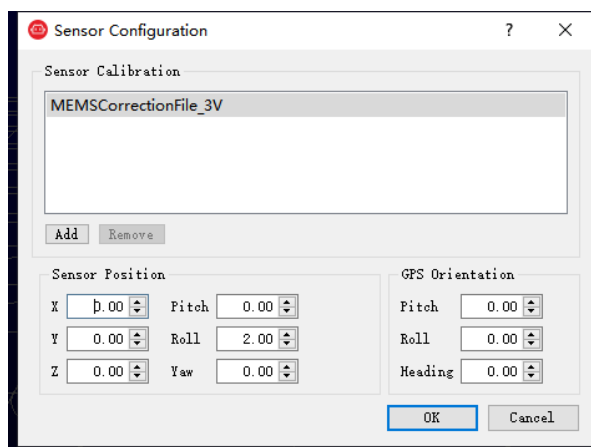 Sensor Configuration ? ×
Sensor Calibration
MEMSCorrectionFile_3V
Add Remove
Sensor Position GPS Orientation
X 0.00 Pitch 0.00 Pitch 0.00
Y 0.00 Roll 2.00 Roll 0.00
Z 0.00 Yaw 0.00 Heading 0.00
OK Cancel